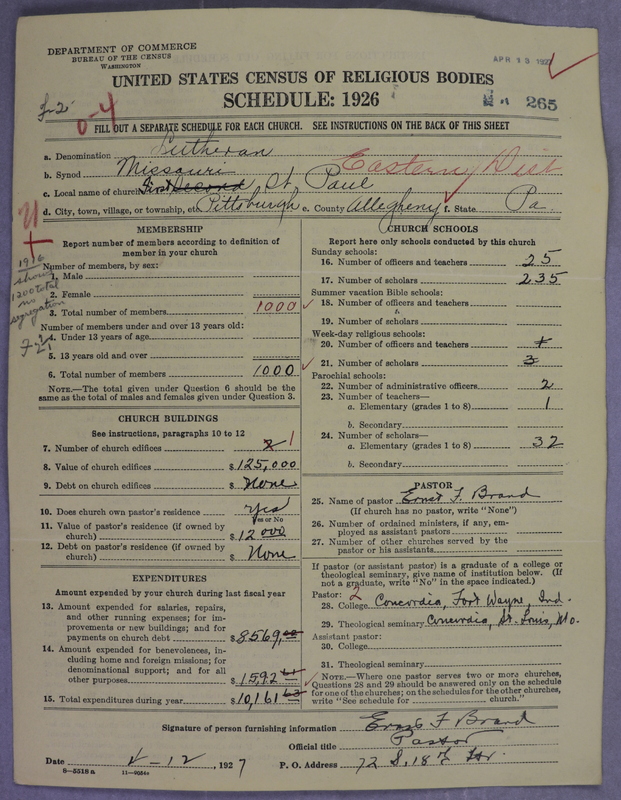 DEPARTMENT OF COMMERCE
BUREAU OF THE CENSUS
WASHINGTON
APR 13 1927
UNITED STATES CENSUS OF RELIGIOUS BODIES
SCHEDULE: 1926
265
0-4
FILL OUT A SEPARATE SCHEDULE FOR EACH CHURCH. SEE INSTRUCTIONS ON THE BACK OF THIS SHEET
a. Denomination Lutheran
b. Synod Missouri Eastern Dist
c. Local name of church First Second St. Paul
d. City, town, village, or township, etc. Pittsburgh e. County Allegheny f. State Pa.
MEMBERSHIP
Report number of members according to definition of member in your church
1916 shows 1200 total no segregation
Number of members, by sex:
1. Male
2. Female
3. Total number of members 1000
Number of members under and over 13 years old:
4. Under 13 years of age
5. 13 years old and over
6. Total number of members 1000
NOTE.—The total given under Question 6 should be the
same as the total of males and females given under Question 3.
CHURCH BUILDINGS
See instructions, paragraphs 10 to 12
7. Number of church edifices 2 1
8. Value of church edifices $125,000
9. Debt on church edifices $ None
10. Does church own pastor's residence? Yes
Yes or No
11. Value of pastor's residence (if owned by
church) $12000
12. Debt on pastor's residence (if owned by
church) $ None
EXPENDITURES
Amount expended by your church during last fiscal year
13. Amount expended for salaries, repairs,
and other running expenses; for im-
provements or new buildings; and for
payments on church debt $8569,
14. Amount expended for benevolences, in-
cluding home and foreign missions; for
denominational support; and for all
other purposes $1592
15. Total expenditures during year $10,161
CHURCH SCHOOLS
Report here only schools conducted by this church
Sunday schools:
16. Number of officers and teachers 25
17. Number of scholars 235
Summer vacation Bible schools:
18. Number of officers and teachers
19. Number of scholars
Week-day religious schools:
20. Number of officers and teachers
21. Number of scholars 3
Parochial schools:
22. Number of administrative officers 2
23. Number of teachers—
a. Elementary (grades 1 to 8) 1
b. Secondary
24. Number of scholars—
a. Elementary (grades 1 to 8) 32
b. Secondary
PASTOR
25. Name of pastor Ernst F. Brand
(If church has no pastor, write "None")
26. Number of ordained ministers, if any, em-
ployed as assistant pastors
27. Number of other churches served by the
pastor or his assistants
If pastor (or assistant pastor) is a graduate of a college or
theological seminary, give name of institution below. (If
not a graduate, write "No" in the space indicated.)
Pastor: 2
28. College Concordia, Fort Wayne, Ind.
29. Theological seminary Concordia, St. Louis, Mo.
Assistant pastor:
30. College
31. Theological seminary
NOTE.—Where one pastor serves two or more churches,
Questions 28 and 29 should be answered only on the schedule
for one of the churches; on the schedules for the other churches,
write "See schedule for church."
Signature of person furnishing information Ernst F Brand
Official title Pastor
Date 12, 1927 P. O. Address 72 S. 18 Str.
8-5518 a